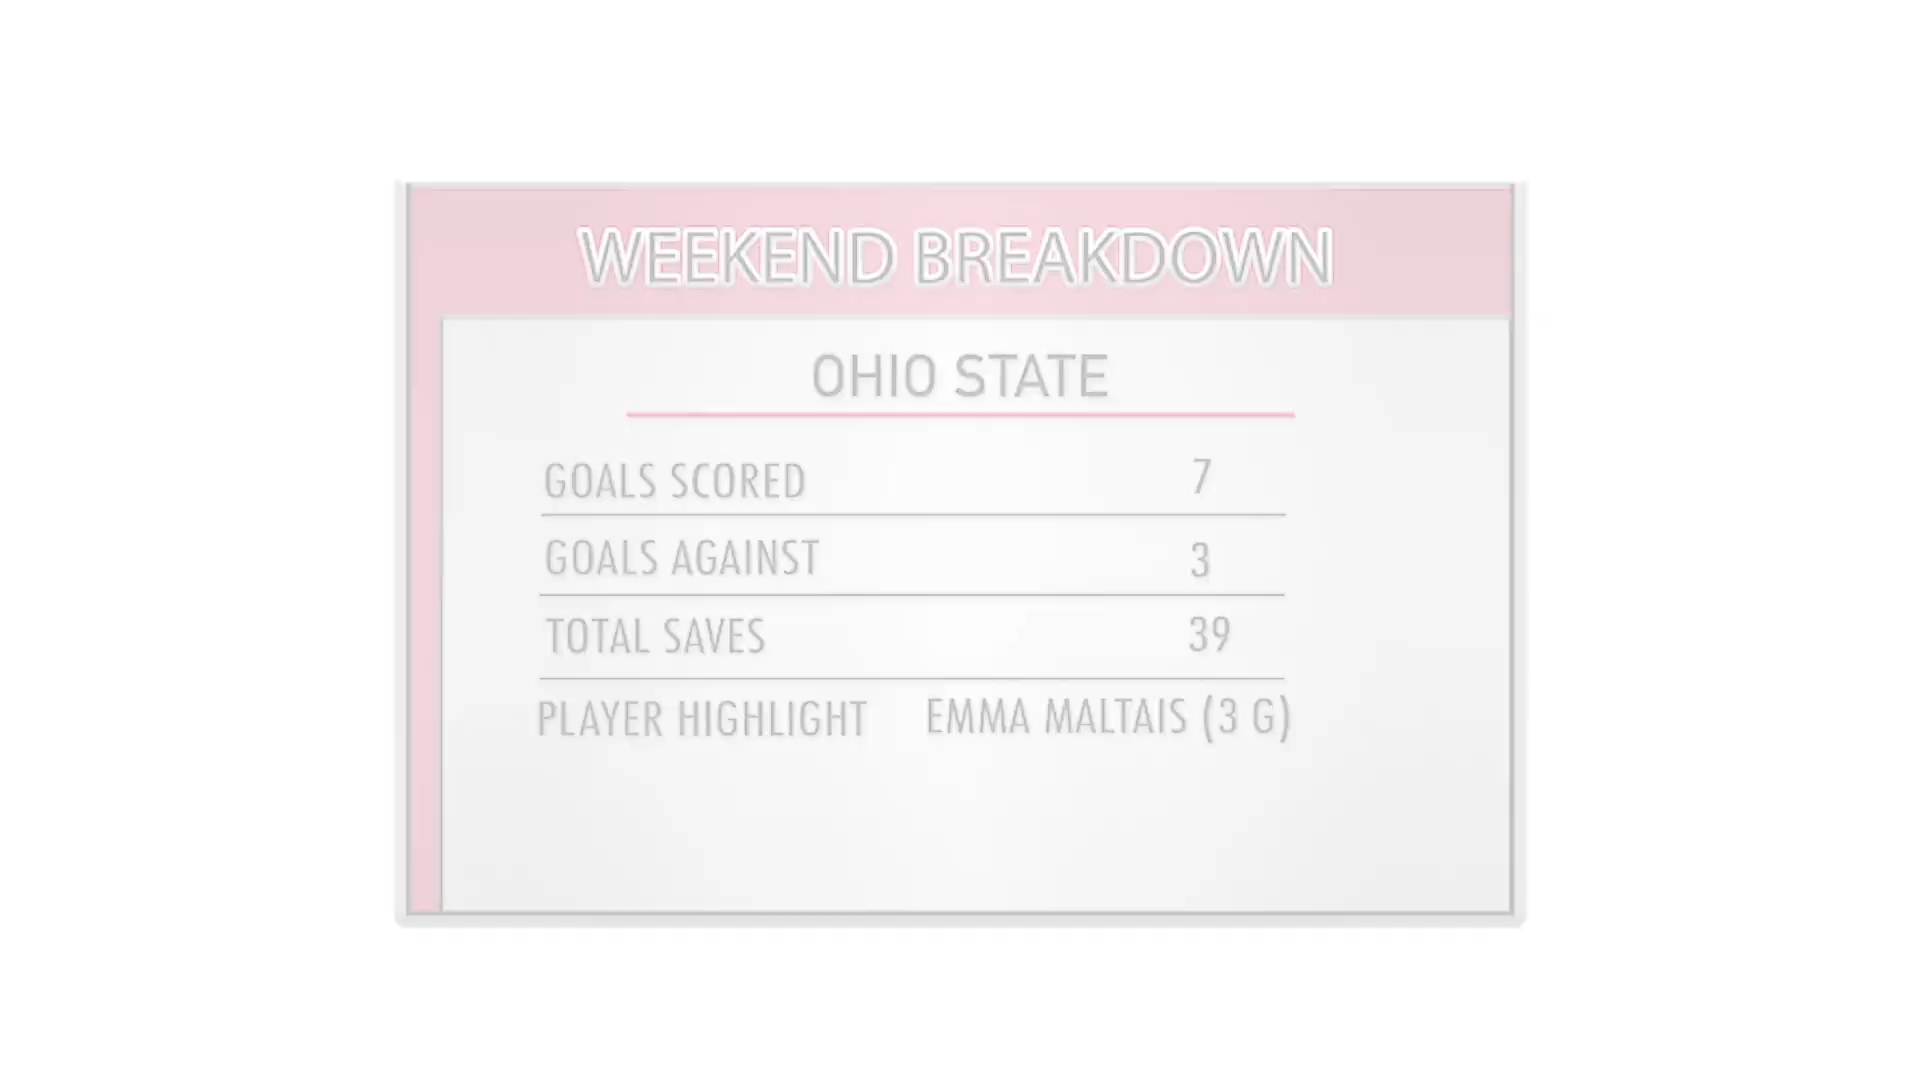 WEEKEND BREAKDOWN
OHIO STATE
GOALS SCORED 7
GOALS AGAINST 3
TOTAL SAVES 39
PLAYER HIGHLIGHT EMMA MALTAIS (3 G)